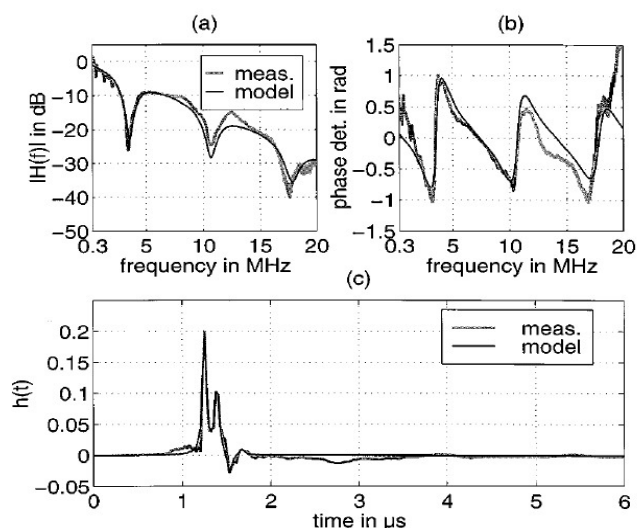 (a)
|H(f)| in dB
0
−10
−20
−30
−40
−50
meas.
model
0.3 5 10 15 20
frequency in MHz
(b)
phase det. in rad
1.5
1
0.5
0
−0.5
−1
−1.5
0.3 5 10 15 20
frequency in MHz
(c)
h(t)
0.2
0.15
0.1
0.05
0
−0.05
meas.
model
0 1 2 3 4 5 6
time in µs